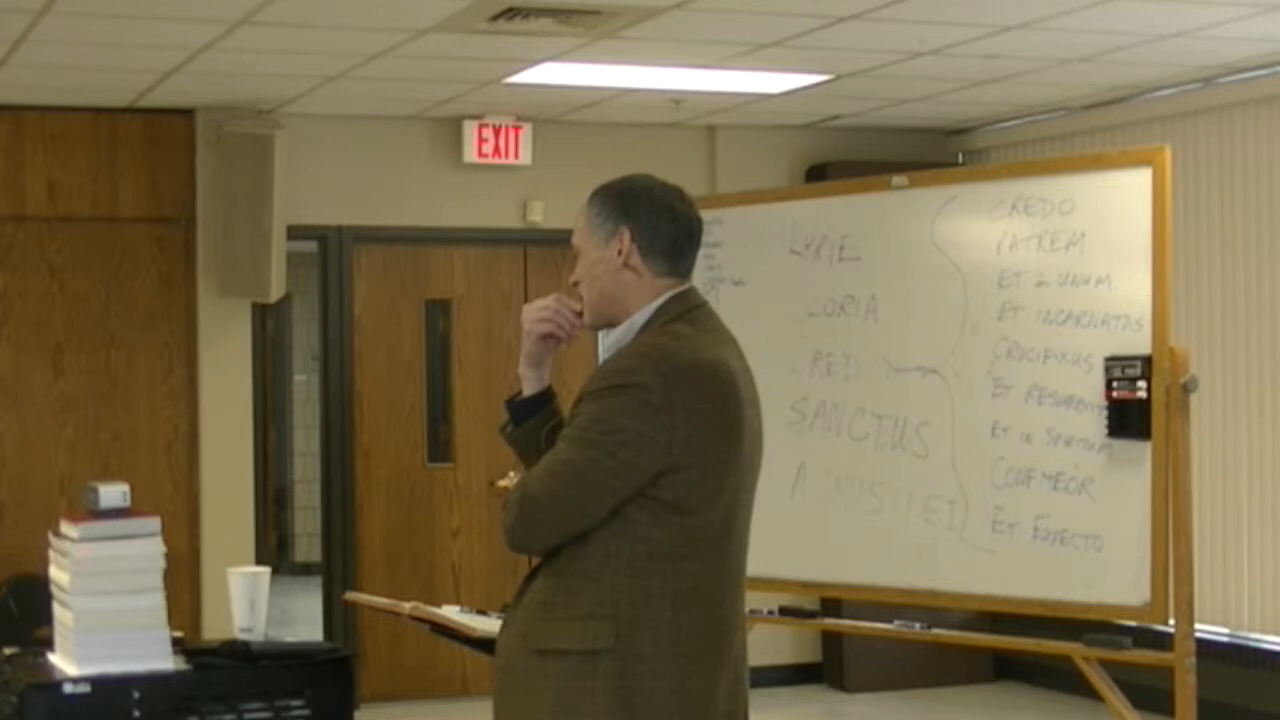 EXIT
KYRIE
GLORIA
CREDO
SANCTUS
AGNUS DEI
CREDO
PATREM
ET IN UNUM
ET INCARNATUS
CRUCIFIXUS
ET RESURREXIT
ET IN SPIRITUM
CONFITEOR
ET EXPECTO